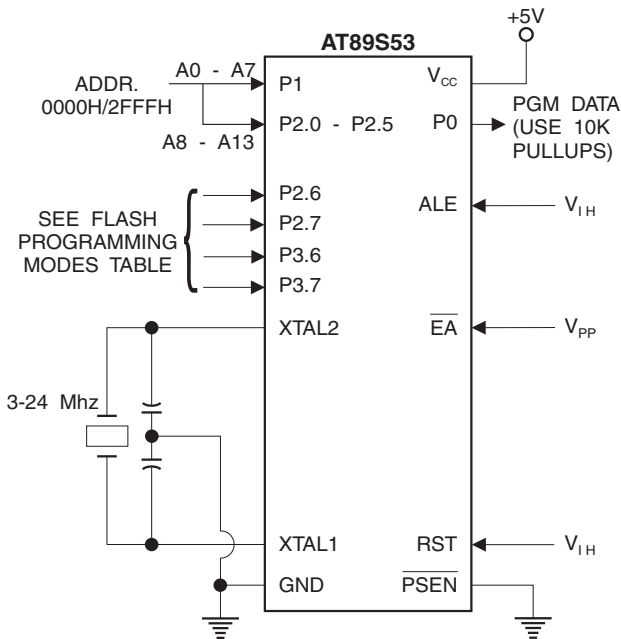 +5V
AT89S53
ADDR.
0000H/2FFFH
A0 - A7
P1
A8 - A13
P2.0 - P2.5
VCC
P0
PGM DATA
(USE 10K
PULLUPS)
SEE FLASH
PROGRAMMING
MODES TABLE
P2.6
P2.7
P3.6
P3.7
ALE
VIH
XTAL2
EA
VPP
3-24 Mhz
XTAL1
RST
VIH
GND
PSEN